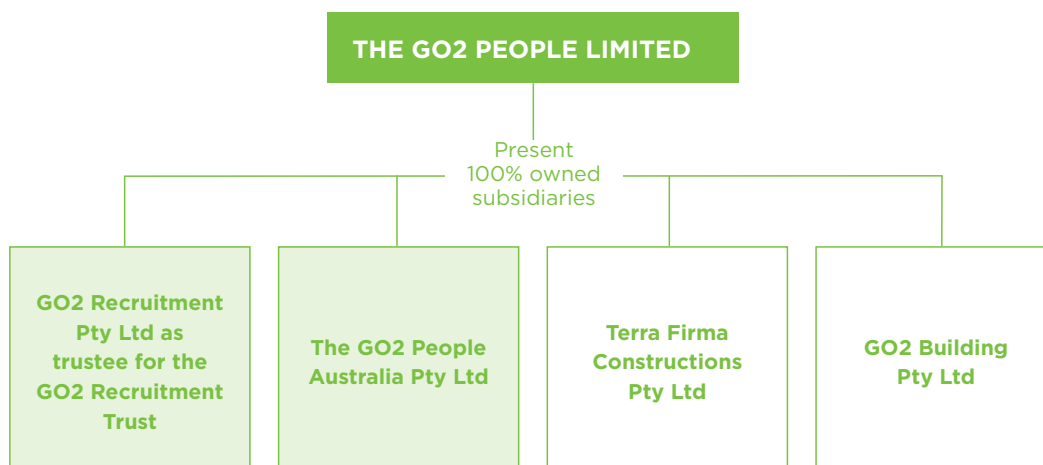 THE GO2 PEOPLE LIMITED
Present
100% owned
subsidiaries
GO2 Recruitment
Pty Ltd as
trustee for the
GO2 Recruitment
Trust
The GO2 People
Australia Pty Ltd
Terra Firma
Constructions
Pty Ltd
GO2 Building
Pty Ltd